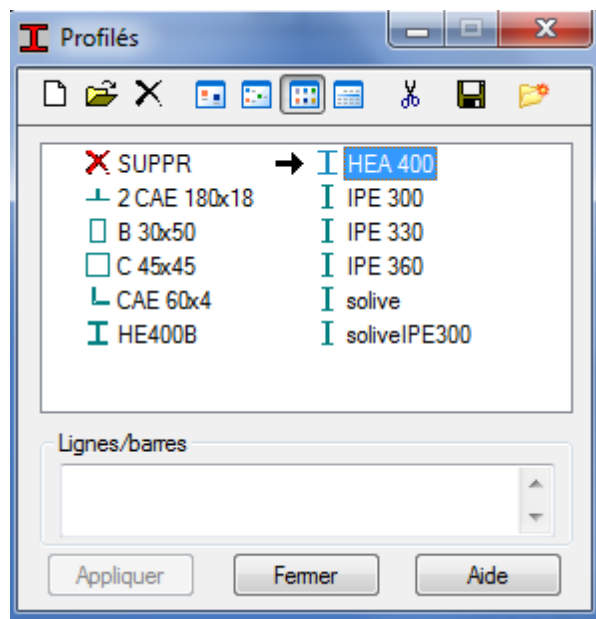 Profilés
SUPPR
2 CAE 180x18
B 30x50
C 45x45
CAE 60x4
HE400B
HEA 400
IPE 300
IPE 330
IPE 360
solive
soliveIPE300
Lignes/barres
Appliquer
Fermer
Aide